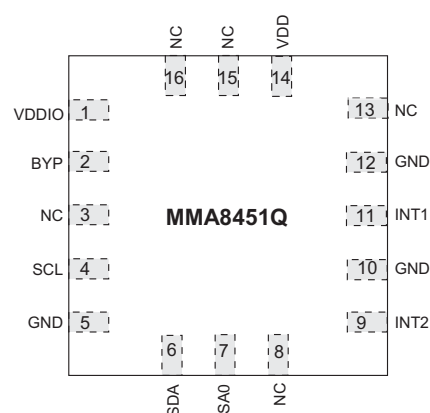 NC NC VDD
16 15 14
VDDIO 1 13 NC
BYP 2 12 GND
NC 3 MMA8451Q 11 INT1
SCL 4 10 GND
GND 5 9 INT2
6 7 8
SDA SA0 NC